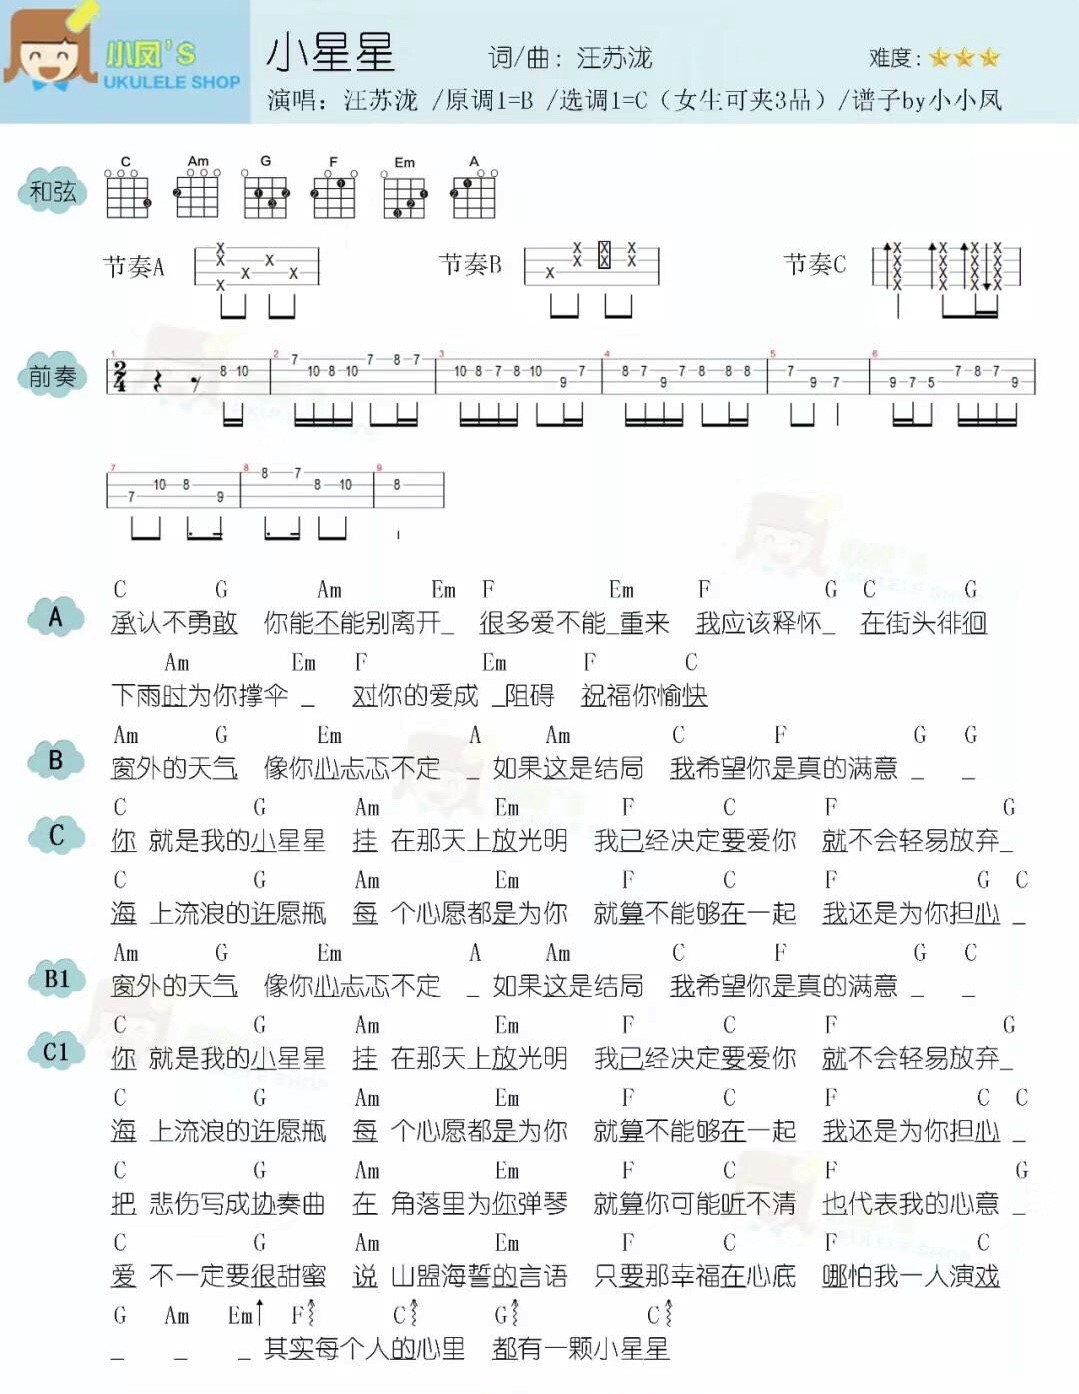 小凤'S
UKULELE SHOP
小星星 词/曲：汪苏泷 难度：
演唱：汪苏泷 /原调1=B /选调1=C（女生可夹3品）/谱子by小小凤
和弦 C Am G F Em A
节奏A 节奏B 节奏C
前奏
1 2/4 8 10 2 7 10 8 10 7 8 7 3 10 8 7 8 10 9 7 4 8 7 9 7 8 8 8 5 7 9 7 6 9 7 5 7 8 7 9
7 7 10 8 9 8 8 7 8 10 9 8
C G Am Em F Em F G C G
A 承认不勇敢 你能不能别离开_ 很多爱不能_重来 我应该释怀_ 在街头徘徊
Am Em F Em F C
下雨时为你撑伞 _ 对你的爱成 _阻碍 祝福你愉快
Am G Em A Am C F G G
B 窗外的天气 像你心忐忑不定 _ 如果这是结局 我希望你是真的满意 _ _
C G Am Em F C F G
C 你 就是我的小星星 挂 在那天上放光明 我已经决定要爱你 就不会轻易放弃_
C G Am Em F C F G C
海 上流浪的许愿瓶 每 个心愿都是为你 就算不能够在一起 我还是为你担心 _
Am G Em A Am C F G C
B1 窗外的天气 像你心忐忑不定 _ 如果这是结局 我希望你是真的满意 _ _
C G Am Em F C F G
C1 你 就是我的小星星 挂 在那天上放光明 我已经决定要爱你 就不会轻易放弃_
C G Am Em F C F C C
海 上流浪的许愿瓶 每 个心愿都是为你 就算不能够在一起 我还是为你担心 _
C G Am Em F C F G
把 悲伤写成协奏曲 在 角落里为你弹琴 就算你可能听不清 也代表我的心意 _
C G Am Em F C F C
爱 不一定要很甜蜜 说 山盟海誓的言语 只要那幸福在心底 哪怕我一人演戏
G Am Em F C G C
_ _ _ 其实每个人的心里 都有一颗小星星